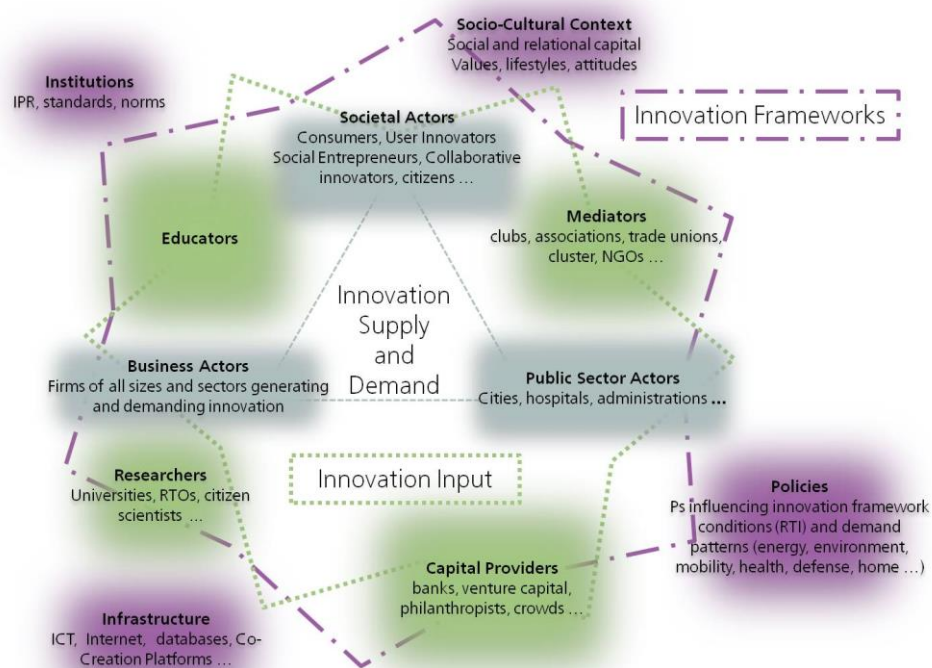 Socio-Cultural Context
Social and relational capital
Values, lifestyles, attitudes
Institutions
IPR, standards, norms
Innovation Frameworks
Societal Actors
Consumers, User Innovators
Social Entrepreneurs, Collaborative
innovators, citizens ...
Educators
Mediators
clubs, associations, trade unions,
cluster, NGOs ...
Innovation
Supply
and
Demand
Business Actors
Firms of all sizes and sectors generating
and demanding innovation
Public Sector Actors
Cities, hospitals, administrations ...
Researchers
Universities, RTOs, citizen
scientists ...
Innovation Input
Policies
Ps influencing innovation framework
conditions (RTI) and demand
patterns (energy, environment,
mobility, health, defense, home ...)
Capital Providers
banks, venture capital,
philanthropists, crowds ...
Infrastructure
ICT, Internet, databases, Co-
Creation Platforms ...